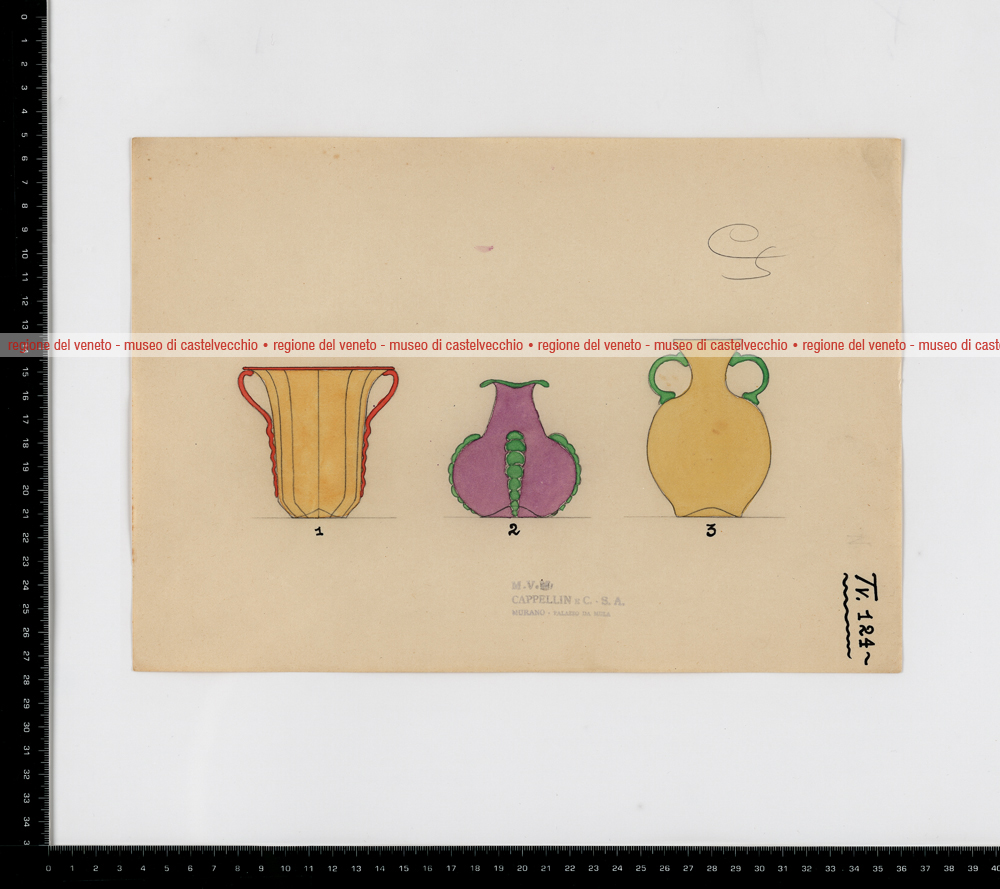 regione del veneto - museo di castelvecchio • regione del veneto - museo di castelvecchio • regione del veneto - museo di castelvecchio • regione del veneto - museo di cast
1 2 3
CAPPELLIN E C. - S. A.
MURANO - PALAZZO DA MULA
Tv. 124
0 1 2 3 4 5 6 7 8 9 10 11 12 13 14 15 16 17 18 19 20 21 22 23 24 25 26 27 28 29 30 31 32 33 34 3
0 1 2 3 4 5 6 7 8 9 10 11 12 13 14 15 16 17 18 19 20 21 22 23 24 25 26 27 28 29 30 31 32 33 34 35 36 37 38 39 40